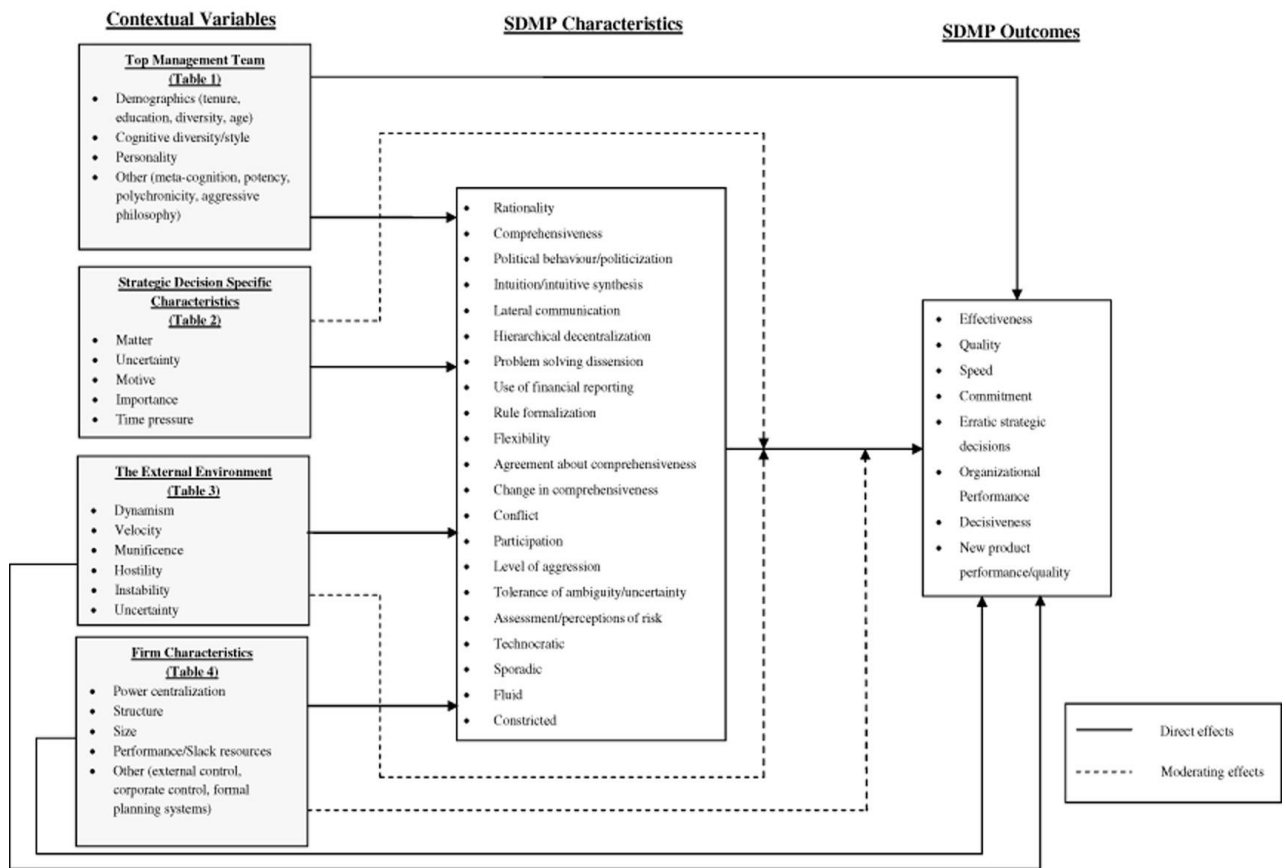 Contextual Variables
SDMP Characteristics
SDMP Outcomes
Top Management Team
(Table 1)
• Demographics (tenure,
education, diversity, age)
• Cognitive diversity/style
• Personality
• Other (meta-cognition, potency,
polychronicity, aggressive
philosophy)
Strategic Decision Specific
Characteristics
(Table 2)
• Matter
• Uncertainty
• Motive
• Importance
• Time pressure
The External Environment
(Table 3)
• Dynamism
• Velocity
• Munificence
• Hostility
• Instability
• Uncertainty
Firm Characteristics
(Table 4)
• Power centralization
• Structure
• Size
• Performance/Slack resources
• Other (external control,
corporate control, formal
planning systems)
• Rationality
• Comprehensiveness
• Political behaviour/politicization
• Intuition/intuitive synthesis
• Lateral communication
• Hierarchical decentralization
• Problem solving dissension
• Use of financial reporting
• Rule formalization
• Flexibility
• Agreement about comprehensiveness
• Change in comprehensiveness
• Conflict
• Participation
• Level of aggression
• Tolerance of ambiguity/uncertainty
• Assessment/perceptions of risk
• Technocratic
• Sporadic
• Fluid
• Constricted
• Effectiveness
• Quality
• Speed
• Commitment
• Erratic strategic
decisions
• Organizational
Performance
• Decisiveness
• New product
performance/quality
Direct effects
Moderating effects